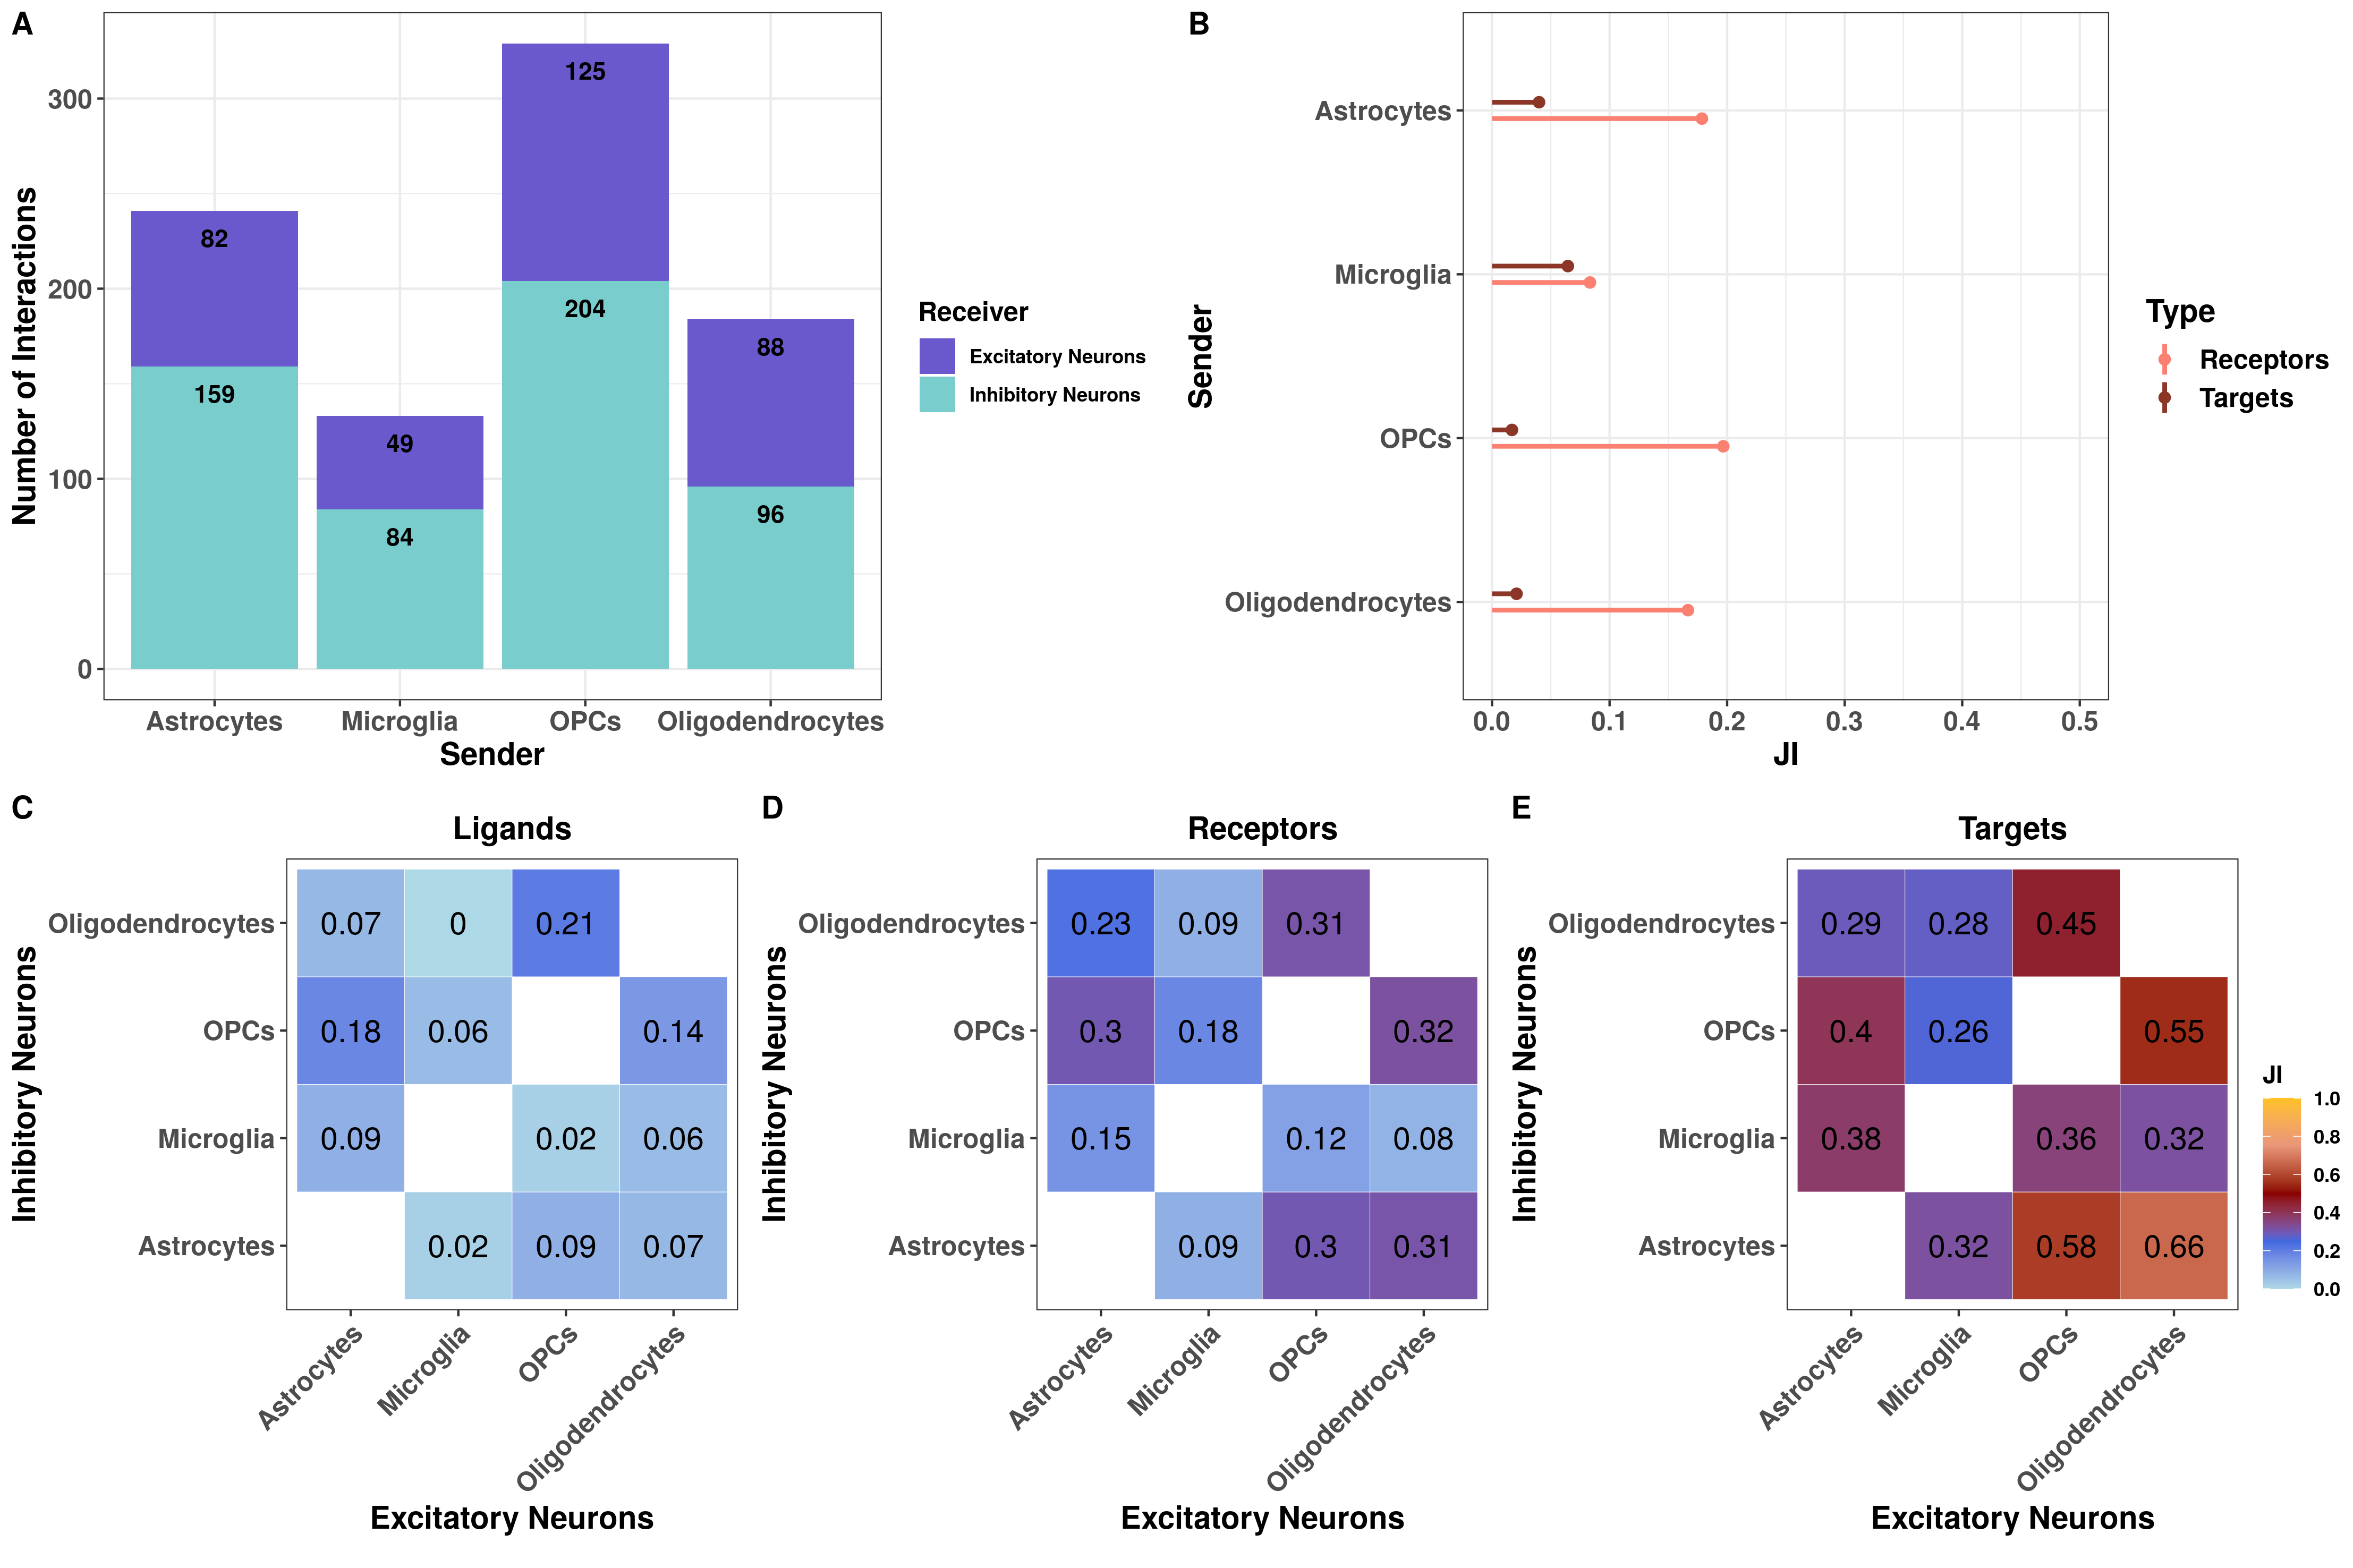 A
Number of Interactions
300
200
100
0
125
82
204
88
159
49
96
84
Astrocytes Microglia OPCs Oligodendrocytes
Sender
Receiver
Excitatory Neurons
Inhibitory Neurons
B
Sender
Astrocytes
Microglia
OPCs
Oligodendrocytes
0.0 0.1 0.2 0.3 0.4 0.5
JI
Type
Receptors
Targets
C
Ligands
Inhibitory Neurons
Oligodendrocytes 0.07 0 0.21
OPCs 0.18 0.06 0.14
Microglia 0.09 0.02 0.06
Astrocytes 0.02 0.09 0.07
Astrocytes Microglia OPCs Oligodendrocytes
Excitatory Neurons
D
Receptors
Inhibitory Neurons
Oligodendrocytes 0.23 0.09 0.31
OPCs 0.3 0.18 0.32
Microglia 0.15 0.12 0.08
Astrocytes 0.09 0.3 0.31
Astrocytes Microglia OPCs Oligodendrocytes
Excitatory Neurons
E
Targets
Inhibitory Neurons
Oligodendrocytes 0.29 0.28 0.45
OPCs 0.4 0.26 0.55
Microglia 0.38 0.36 0.32
Astrocytes 0.32 0.58 0.66
Astrocytes Microglia OPCs Oligodendrocytes
Excitatory Neurons
JI
1.0
0.8
0.6
0.4
0.2
0.0